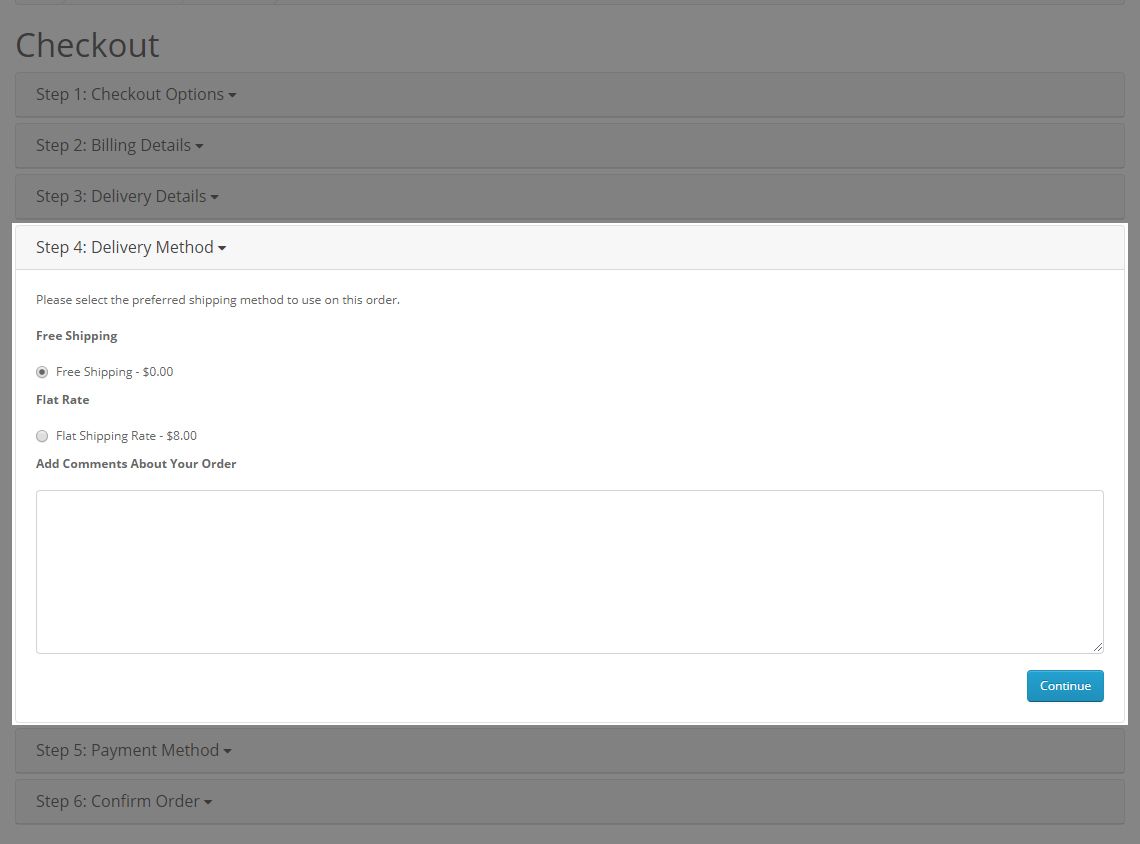 Checkout
Step 1: Checkout Options
Step 2: Billing Details
Step 3: Delivery Details
Step 4: Delivery Method
Please select the preferred shipping method to use on this order.
Free Shipping
Free Shipping - $0.00
Flat Rate
Flat Shipping Rate - $8.00
Add Comments About Your Order
Continue
Step 5: Payment Method
Step 6: Confirm Order